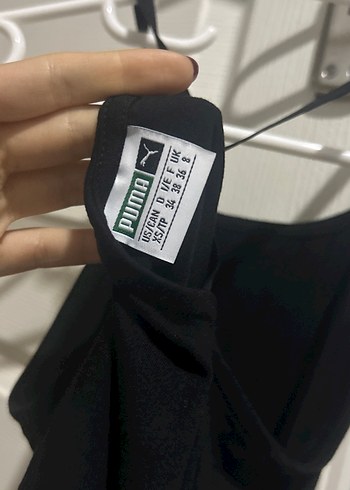 PUMA
US/CAN D I/E F UK
XS/TP 34 38 36 8